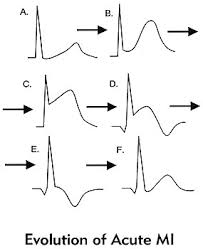 A.
B.
C.
D.
E.
F.
Evolution of Acute MI